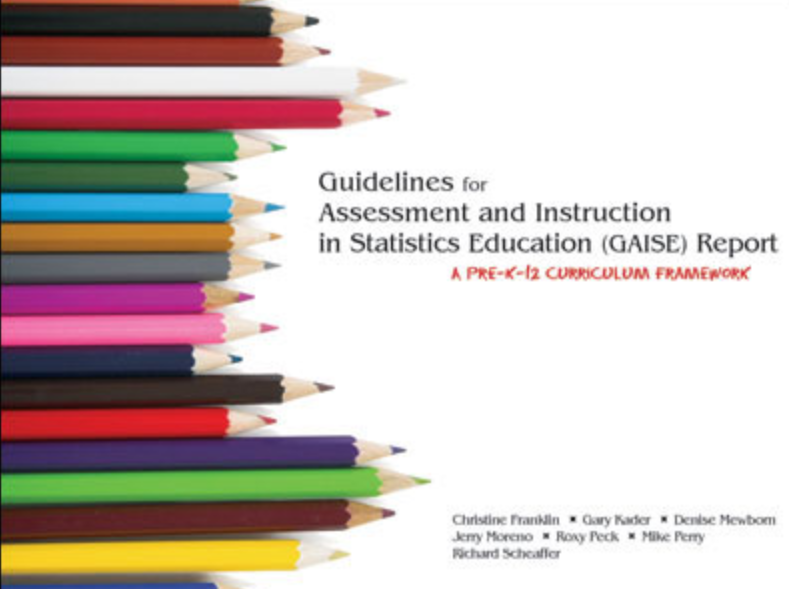 Guidelines for
Assessment and Instruction
in Statistics Education (GAISE) Report
A PRE-K-12 CURRICULUM FRAMEWORK
Christine Franklin ✖ Gary Kader ✖ Denise Mewborn
Jerry Moreno ✖ Roxy Peck ✖ Mike Perry
Richard Scheaffer